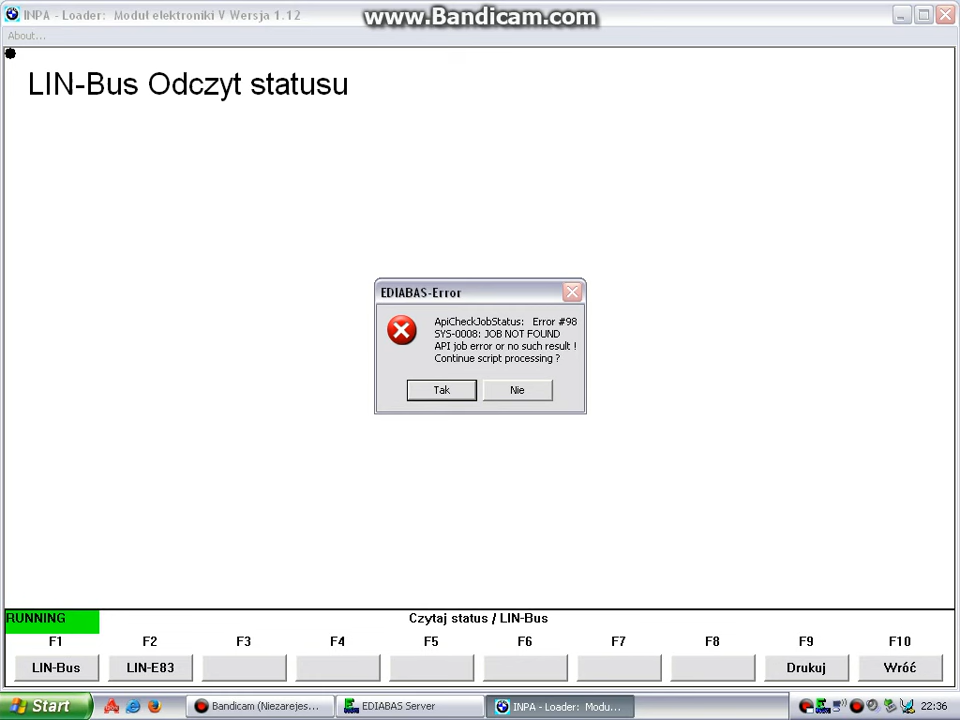 INPA - Loader: Moduł elektroniki V Wersja 1.12
www.Bandicam.com
About...
LIN-Bus Odczyt statusu
EDIABAS-Error
ApiCheckJobStatus: Error #98
SYS-0008: JOB NOT FOUND
API job error or no such result !
Continue script processing ?
Tak
Nie
RUNNING
Czytaj status / LIN-Bus
F1 F2 F3 F4 F5 F6 F7 F8 F9 F10
LIN-Bus LIN-E83 Drukuj Wróć
Start
Bandicam (Niezarejes...
EDIABAS Server
INPA - Loader: Modu...
22:36